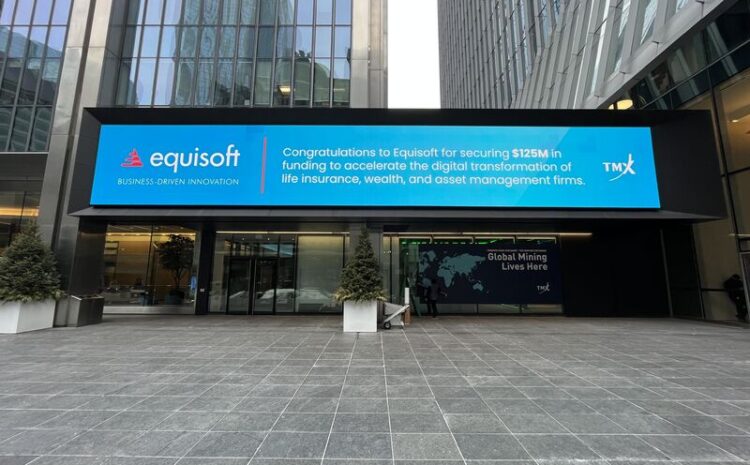 equisoft
BUSINESS-DRIVEN INNOVATION
Congratulations to Equisoft for securing $125M in
funding to accelerate the digital transformation of
life insurance, wealth, and asset management firms.
TMX
Global Mining
Lives Here
TMX